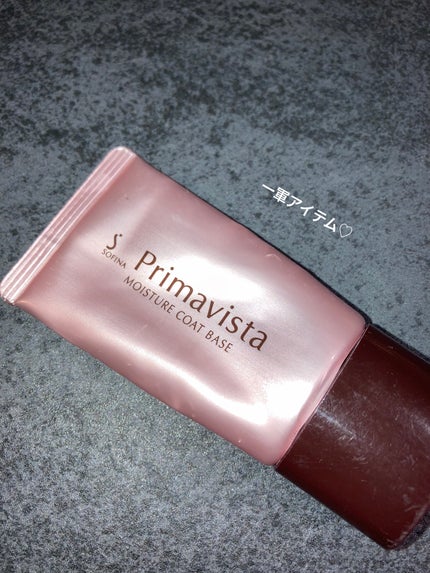 一軍アイテム♡
S
SOFINA
Primavista
MOISTURE COAT BASE